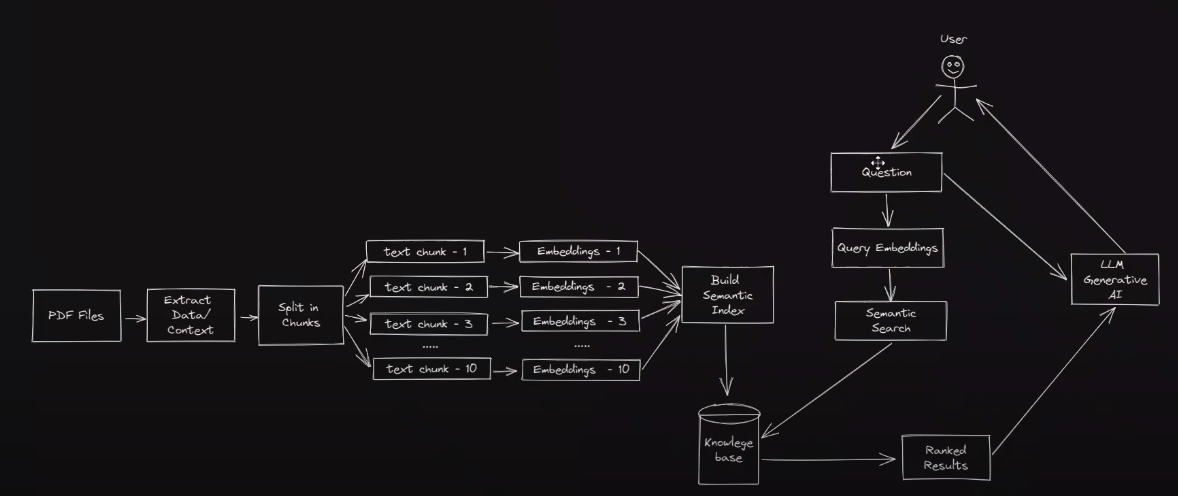 User
Question
Query Embeddings
Semantic
Search
LLM
Generative
AI
PDF Files
Extract
Data/
Context
Split in
Chunks
text chunk - 1
text chunk - 2
text chunk - 3
.....
text chunk - 10
Embeddings - 1
Embeddings - 2
Embeddings - 3
.....
Embeddings - 10
Build
Semantic
Index
Knowlege
base
Ranked
Results